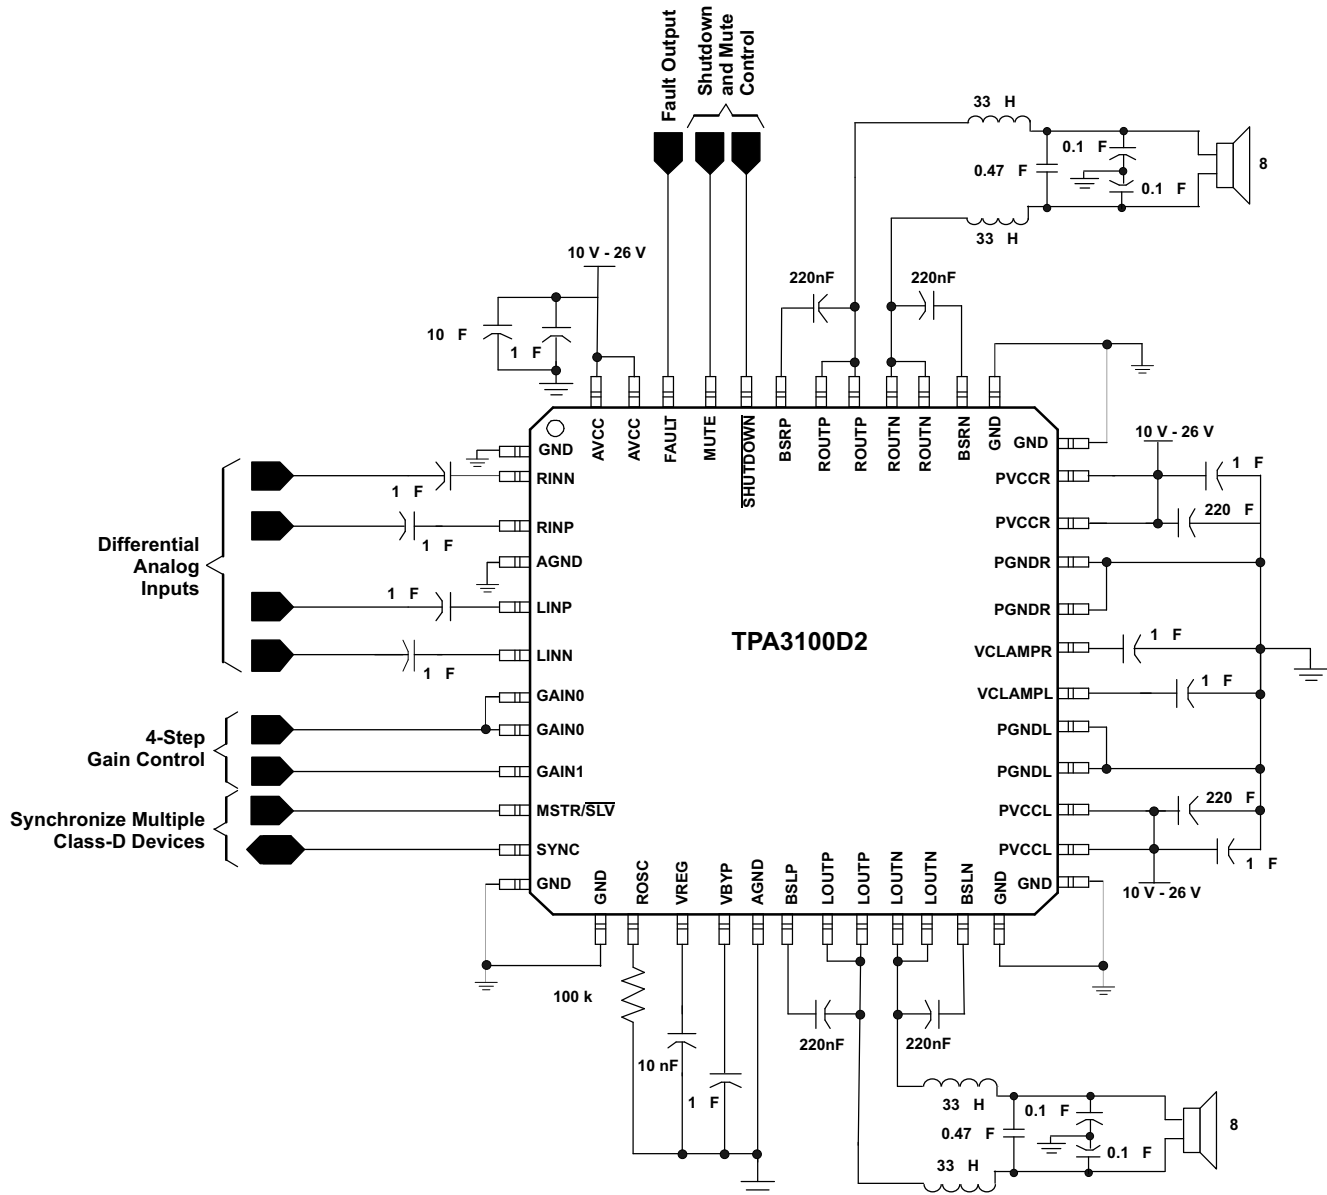 Fault Output
Shutdown
and Mute
Control
33 H
0.1 F
0.47 F
0.1 F
8
33 H
10 V - 26 V
220nF
220nF
10 F
1 F
AVCC
AVCC
FAULT
MUTE
SHUTDOWN
BSRP
ROUTP
ROUTP
ROUTN
ROUTN
BSRN
GND
GND
RINN
1 F
RINP
1 F
Differential
Analog
Inputs
AGND
1 F
LINP
LINN
1 F
GAIN0
4-Step
Gain Control
GAIN0
GAIN1
Synchronize Multiple
Class-D Devices
MSTR/SLV
SYNC
GND
TPA3100D2
GND
10 V - 26 V
1 F
PVCCR
220 F
PVCCR
PGNDR
PGNDR
1 F
VCLAMPR
1 F
VCLAMPL
PGNDL
PGNDL
220 F
PVCCL
PVCCL
1 F
GND
10 V - 26 V
GND
ROSC
VREG
VBYP
AGND
BSLP
LOUTP
LOUTP
LOUTN
LOUTN
BSLN
GND
100 k
10 nF
1 F
220nF
220nF
33 H
0.1 F
0.47 F
0.1 F
8
33 H